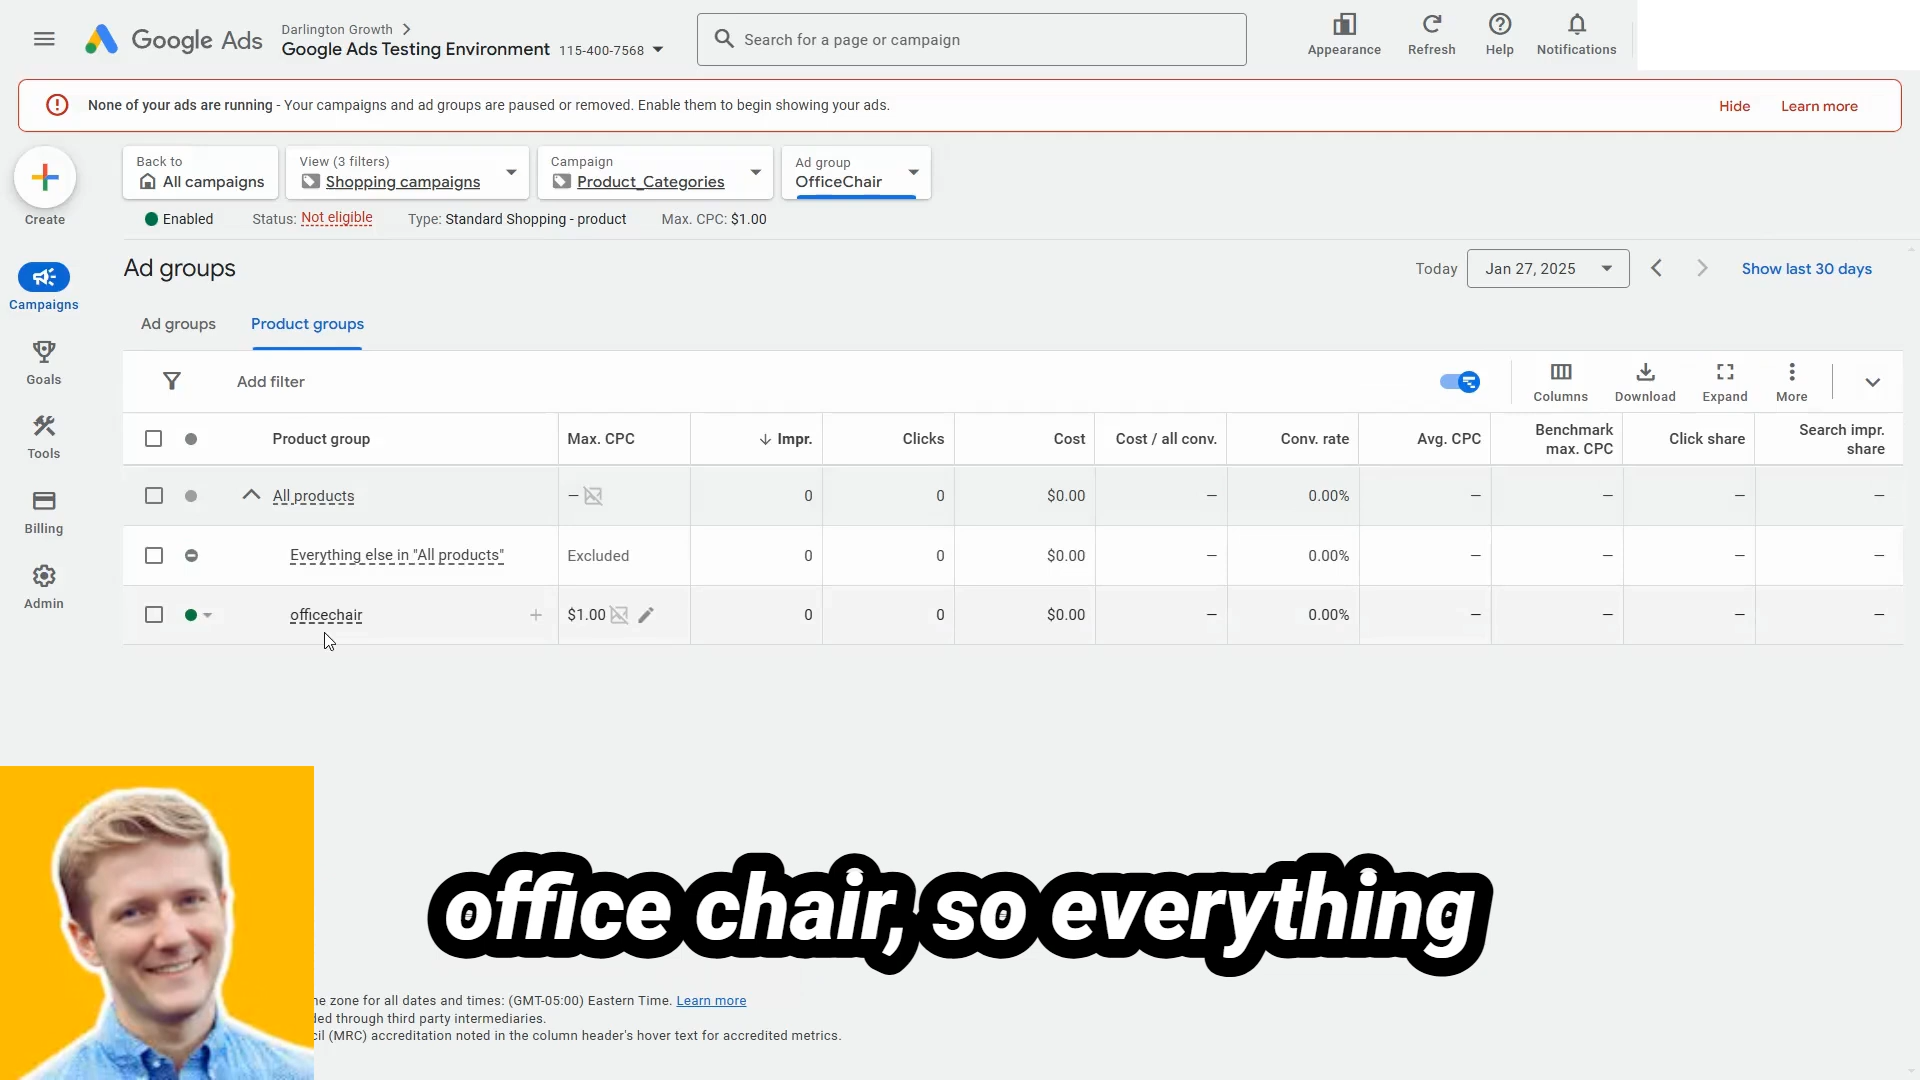 Google Ads
Darlington Growth
Google Ads Testing Environment 115-400-7568
Search for a page or campaign
Appearance
Refresh
Help
Notifications
None of your ads are running - Your campaigns and ad groups are paused or removed. Enable them to begin showing your ads.
Hide
Learn more
Create
Campaigns
Goals
Tools
Billing
Admin
Back to
All campaigns
View (3 filters)
Shopping campaigns
Campaign
Product_Categories
Ad group
OfficeChair
Enabled
Status: Not eligible
Type: Standard Shopping - product
Max. CPC: $1.00
Ad groups
Today
Jan 27, 2025
Show last 30 days
Ad groups
Product groups
Add filter
Columns
Download
Expand
More
Product group
Max. CPC
Impr.
Clicks
Cost
Cost / all conv.
Conv. rate
Avg. CPC
Benchmark
max. CPC
Click share
Search impr.
share
All products — 0 0 $0.00 — 0.00% — — — —
Everything else in "All products" Excluded 0 0 $0.00 — 0.00% — — — —
officechair $1.00 0 0 $0.00 — 0.00% — — — —
office chair, so everything
ne zone for all dates and times: (GMT-05:00) Eastern Time. Learn more
ded through third party intermediaries.
cil (MRC) accreditation noted in the column header's hover text for accredited metrics.